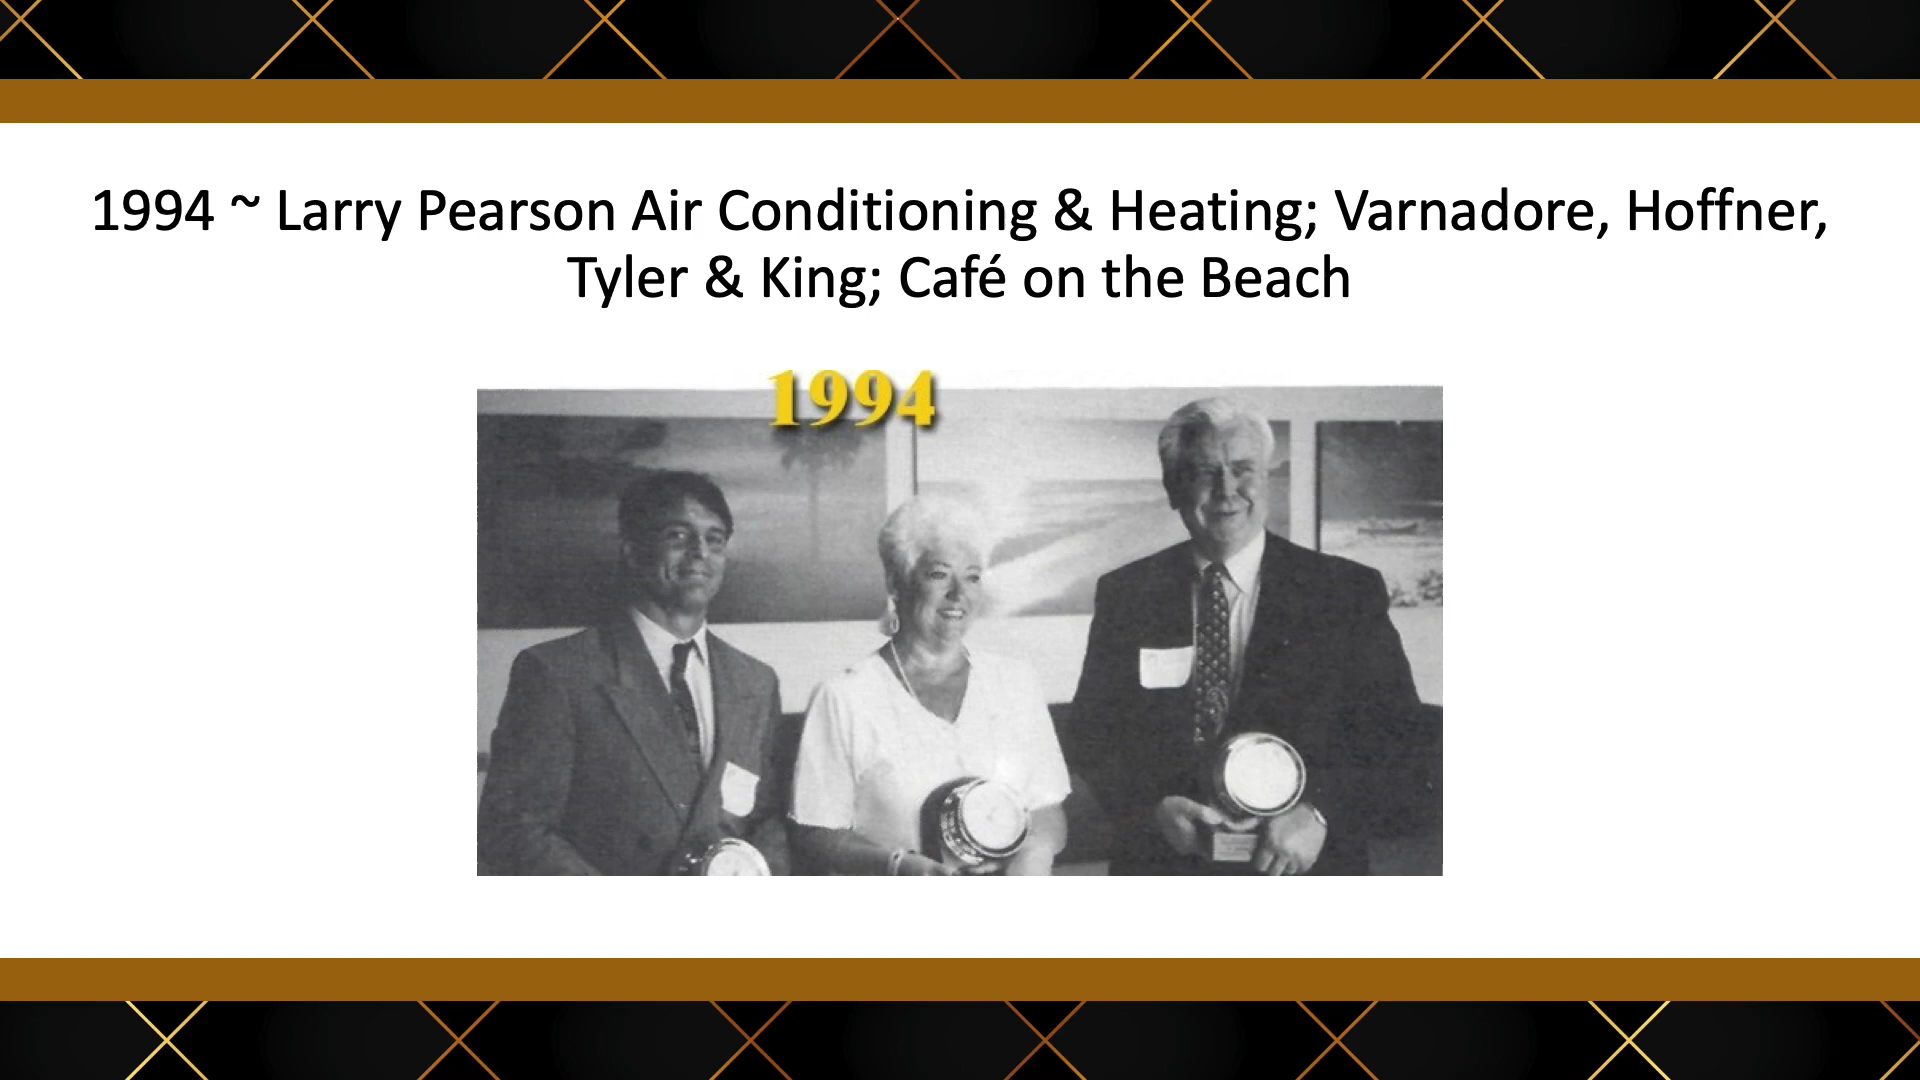 1994 ~ Larry Pearson Air Conditioning & Heating; Varnadore, Hoffner,
Tyler & King; Café on the Beach
1994